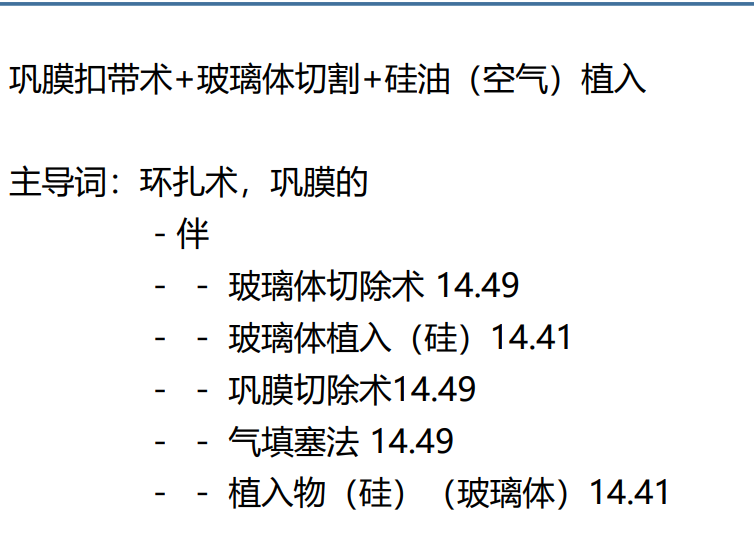 巩膜扣带术+玻璃体切割+硅油（空气）植入
主导词：环扎术，巩膜的
- 伴
- - 玻璃体切除术 14.49
- - 玻璃体植入（硅）14.41
- - 巩膜切除术14.49
- - 气填塞法 14.49
- - 植入物（硅）（玻璃体）14.41